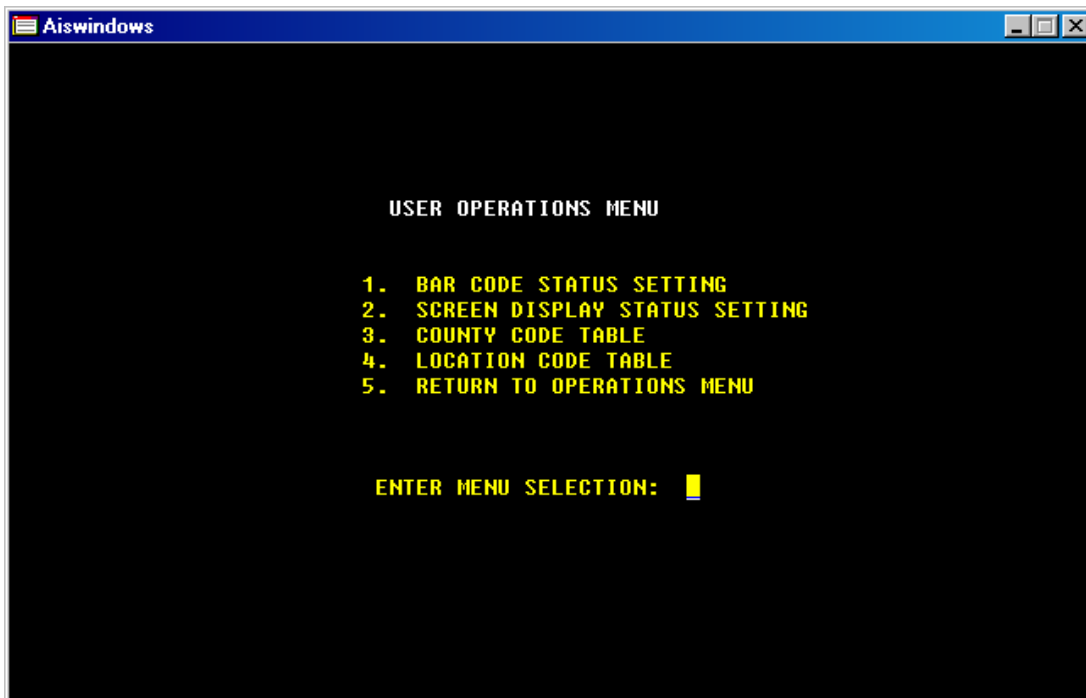 Aiswindows
USER OPERATIONS MENU
1. BAR CODE STATUS SETTING
2. SCREEN DISPLAY STATUS SETTING
3. COUNTY CODE TABLE
4. LOCATION CODE TABLE
5. RETURN TO OPERATIONS MENU
ENTER MENU SELECTION: